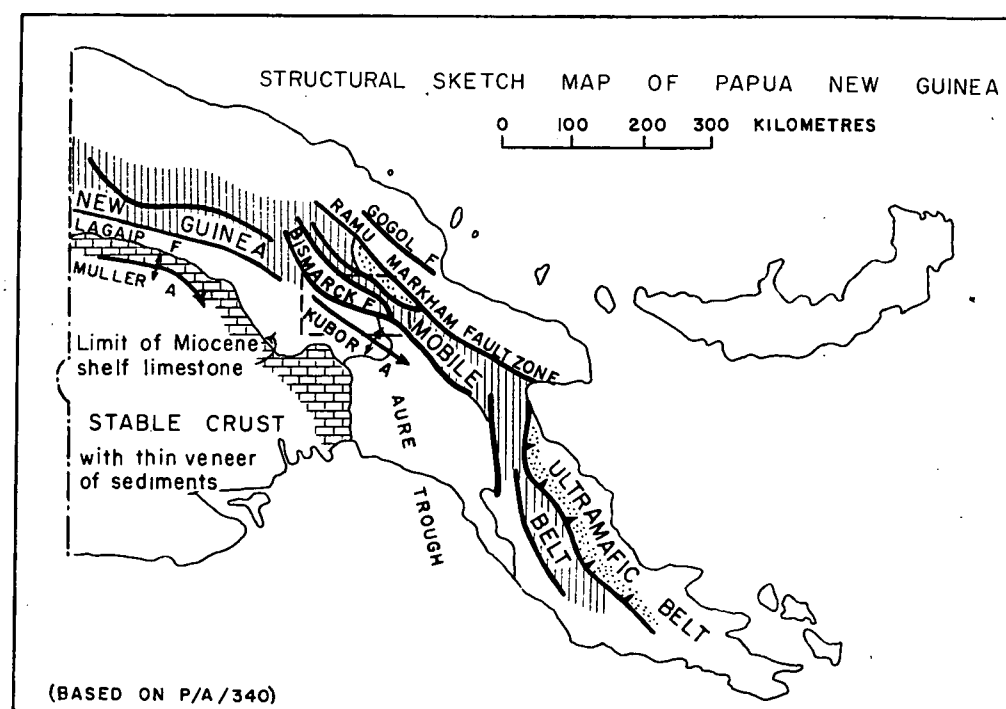 STRUCTURAL SKETCH MAP OF PAPUA NEW GUINEA
0 100 200 300 KILOMETRES
NEW GUINEA
LAGAIP F
MULLER A
RAMU MARKHAM FAULT ZONE
GOGOL F
BISMARCK F
KUBOR A
MOBILE
BELT
Limit of Miocene
shelf limestone
STABLE CRUST
with thin veneer
of sediments
AURE
TROUGH
ULTRAMAFIC
BELT
(BASED ON P/A/340)